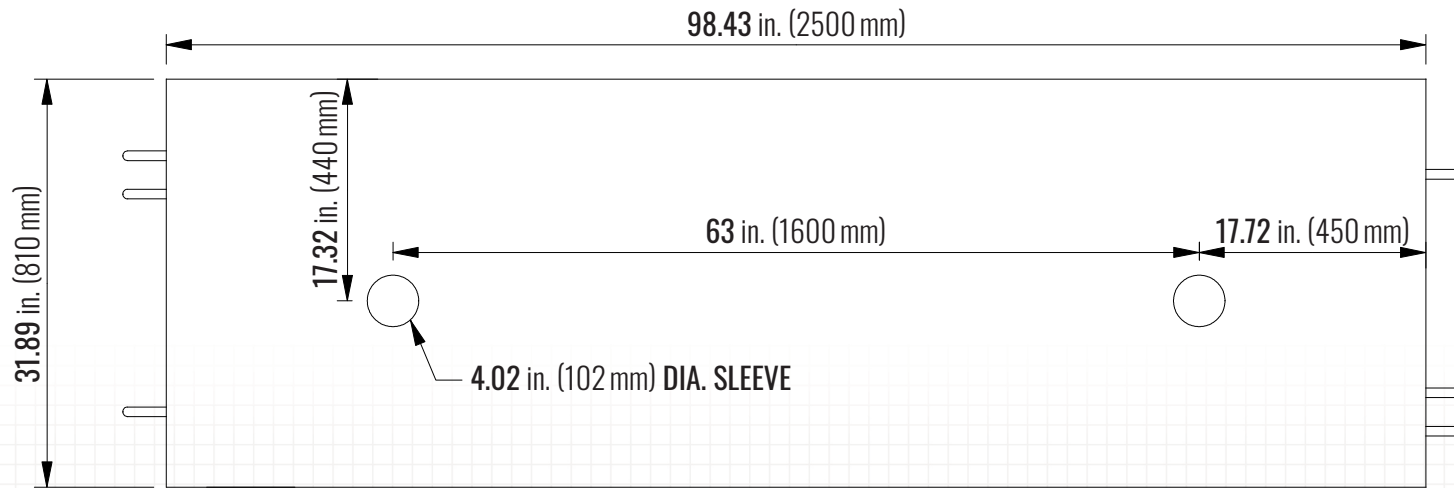 98.43 in. (2500 mm)
31.89 in. (810 mm)
17.32 in. (440 mm)
63 in. (1600 mm)
17.72 in. (450 mm)
4.02 in. (102 mm) DIA. SLEEVE